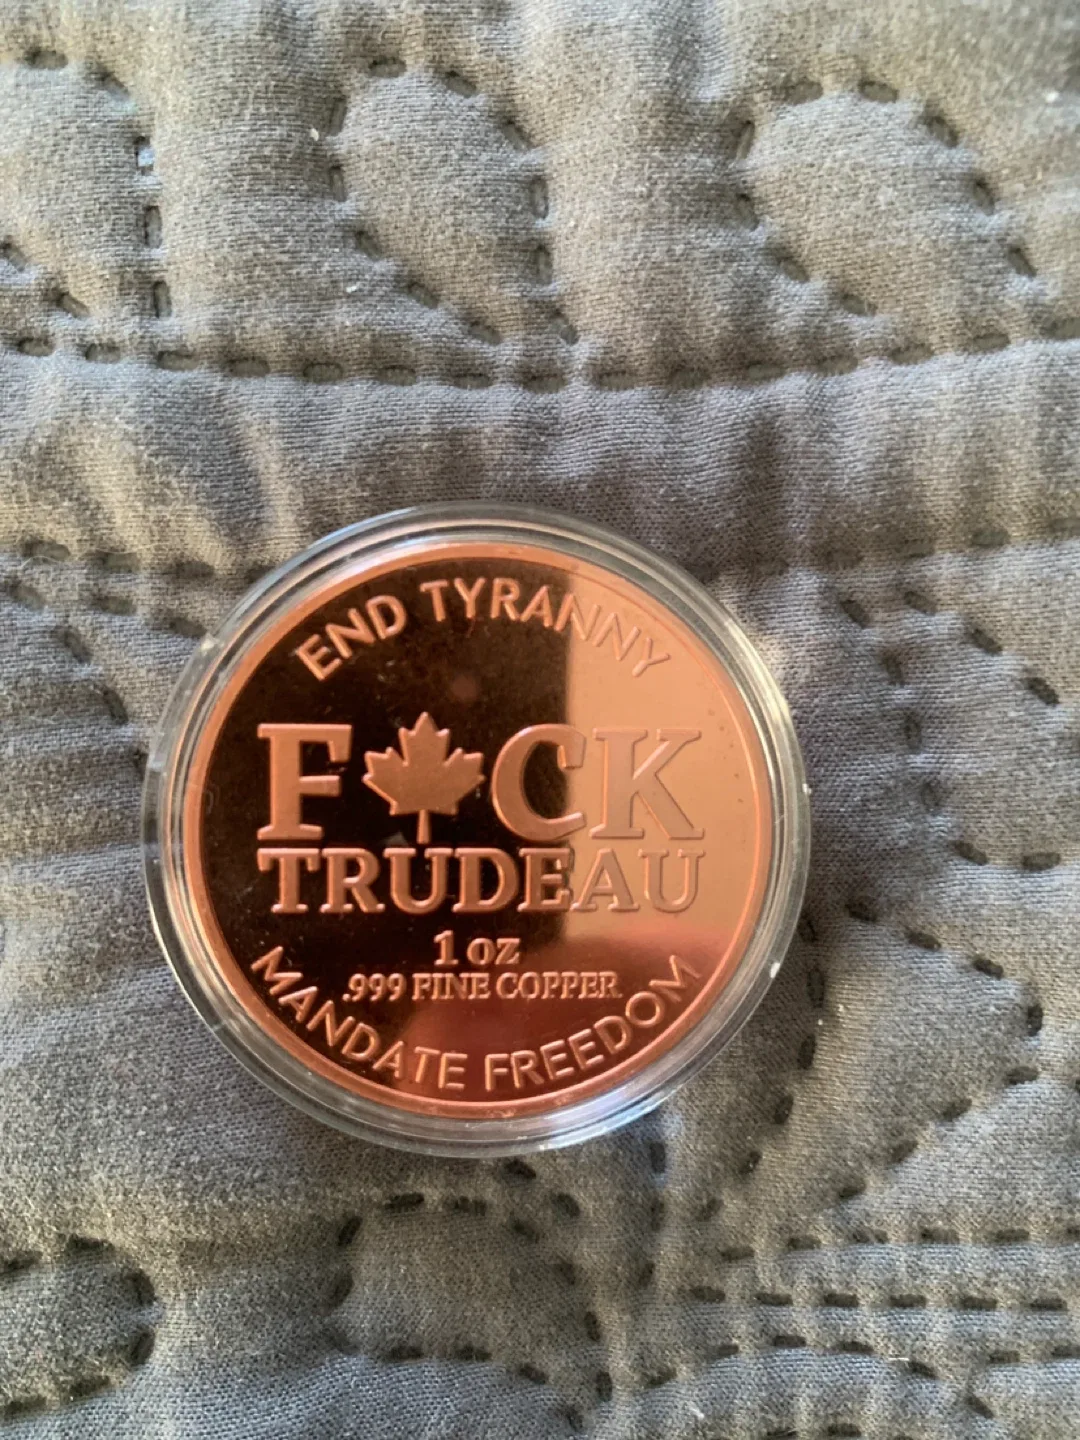 END TYRANNY
F🍁CK
TRUDEAU
1 oz
.999 FINE COPPER
MANDATE FREEDOM